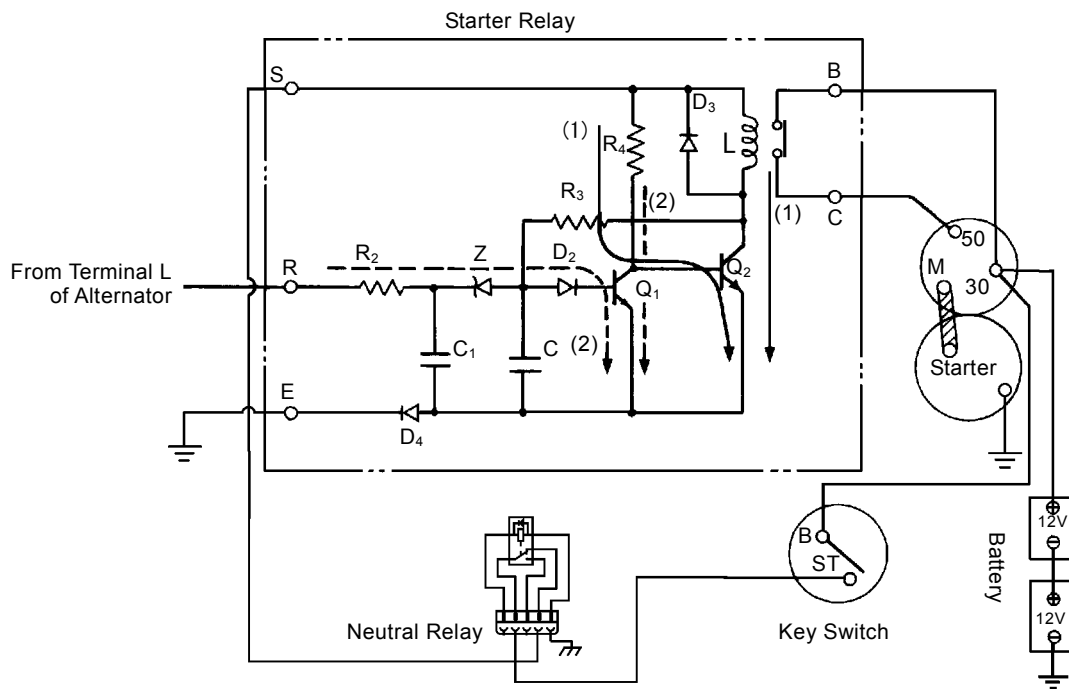 Starter Relay
S
B
D3
(1)
R4
L
R3
(2)
(1)
C
From Terminal L
of Alternator
R
R2
Z
D2
Q1
Q2
50
M
30
C1
C
(2)
Starter
E
D4
B
ST
Battery
12V
12V
Neutral Relay
Key Switch